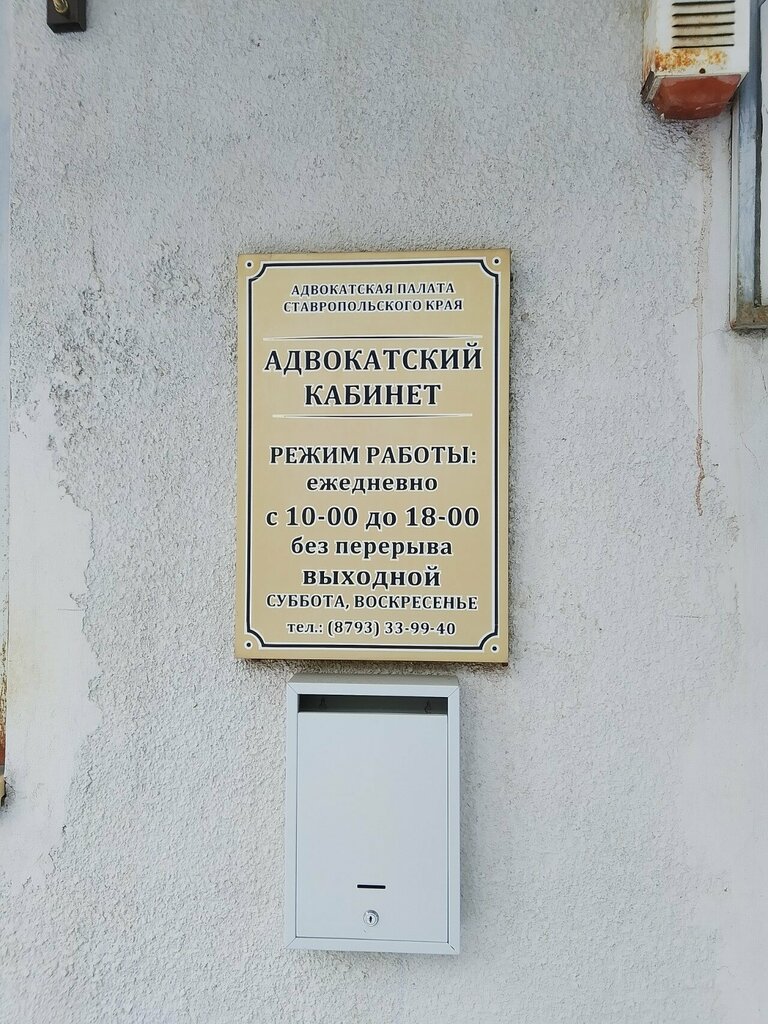 АДВОКАТСКАЯ ПАЛАТА
СТАВРОПОЛЬСКОГО КРАЯ
АДВОКАТСКИЙ
КАБИНЕТ
РЕЖИМ РАБОТЫ:
ежедневно
с 10-00 до 18-00
без перерыва
ВЫХОДНОЙ
СУББОТА, ВОСКРЕСЕНЬЕ
тел.: (8793) 33-99-40